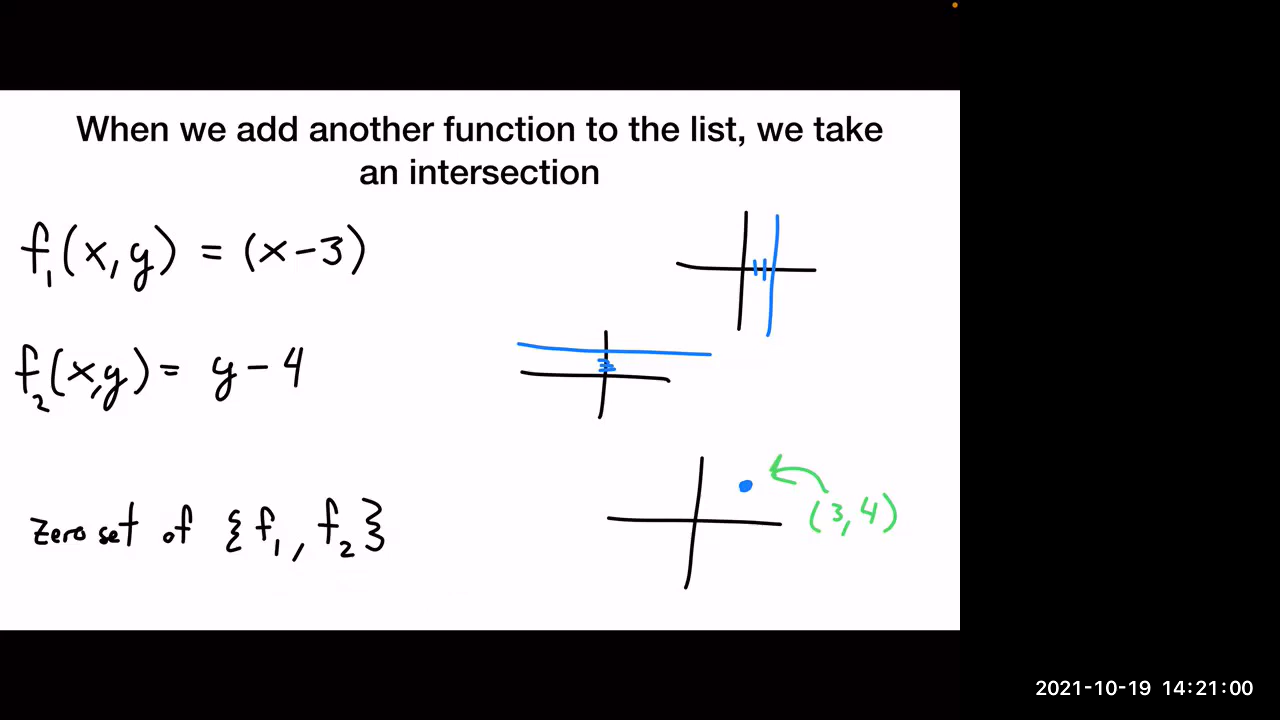 When we add another function to the list, we take
an intersection
f₁(x,y) = (x-3)
f₂(x,y) = y-4
Zero set of {f₁, f₂}
(3,4)
2021-10-19 14:21:00